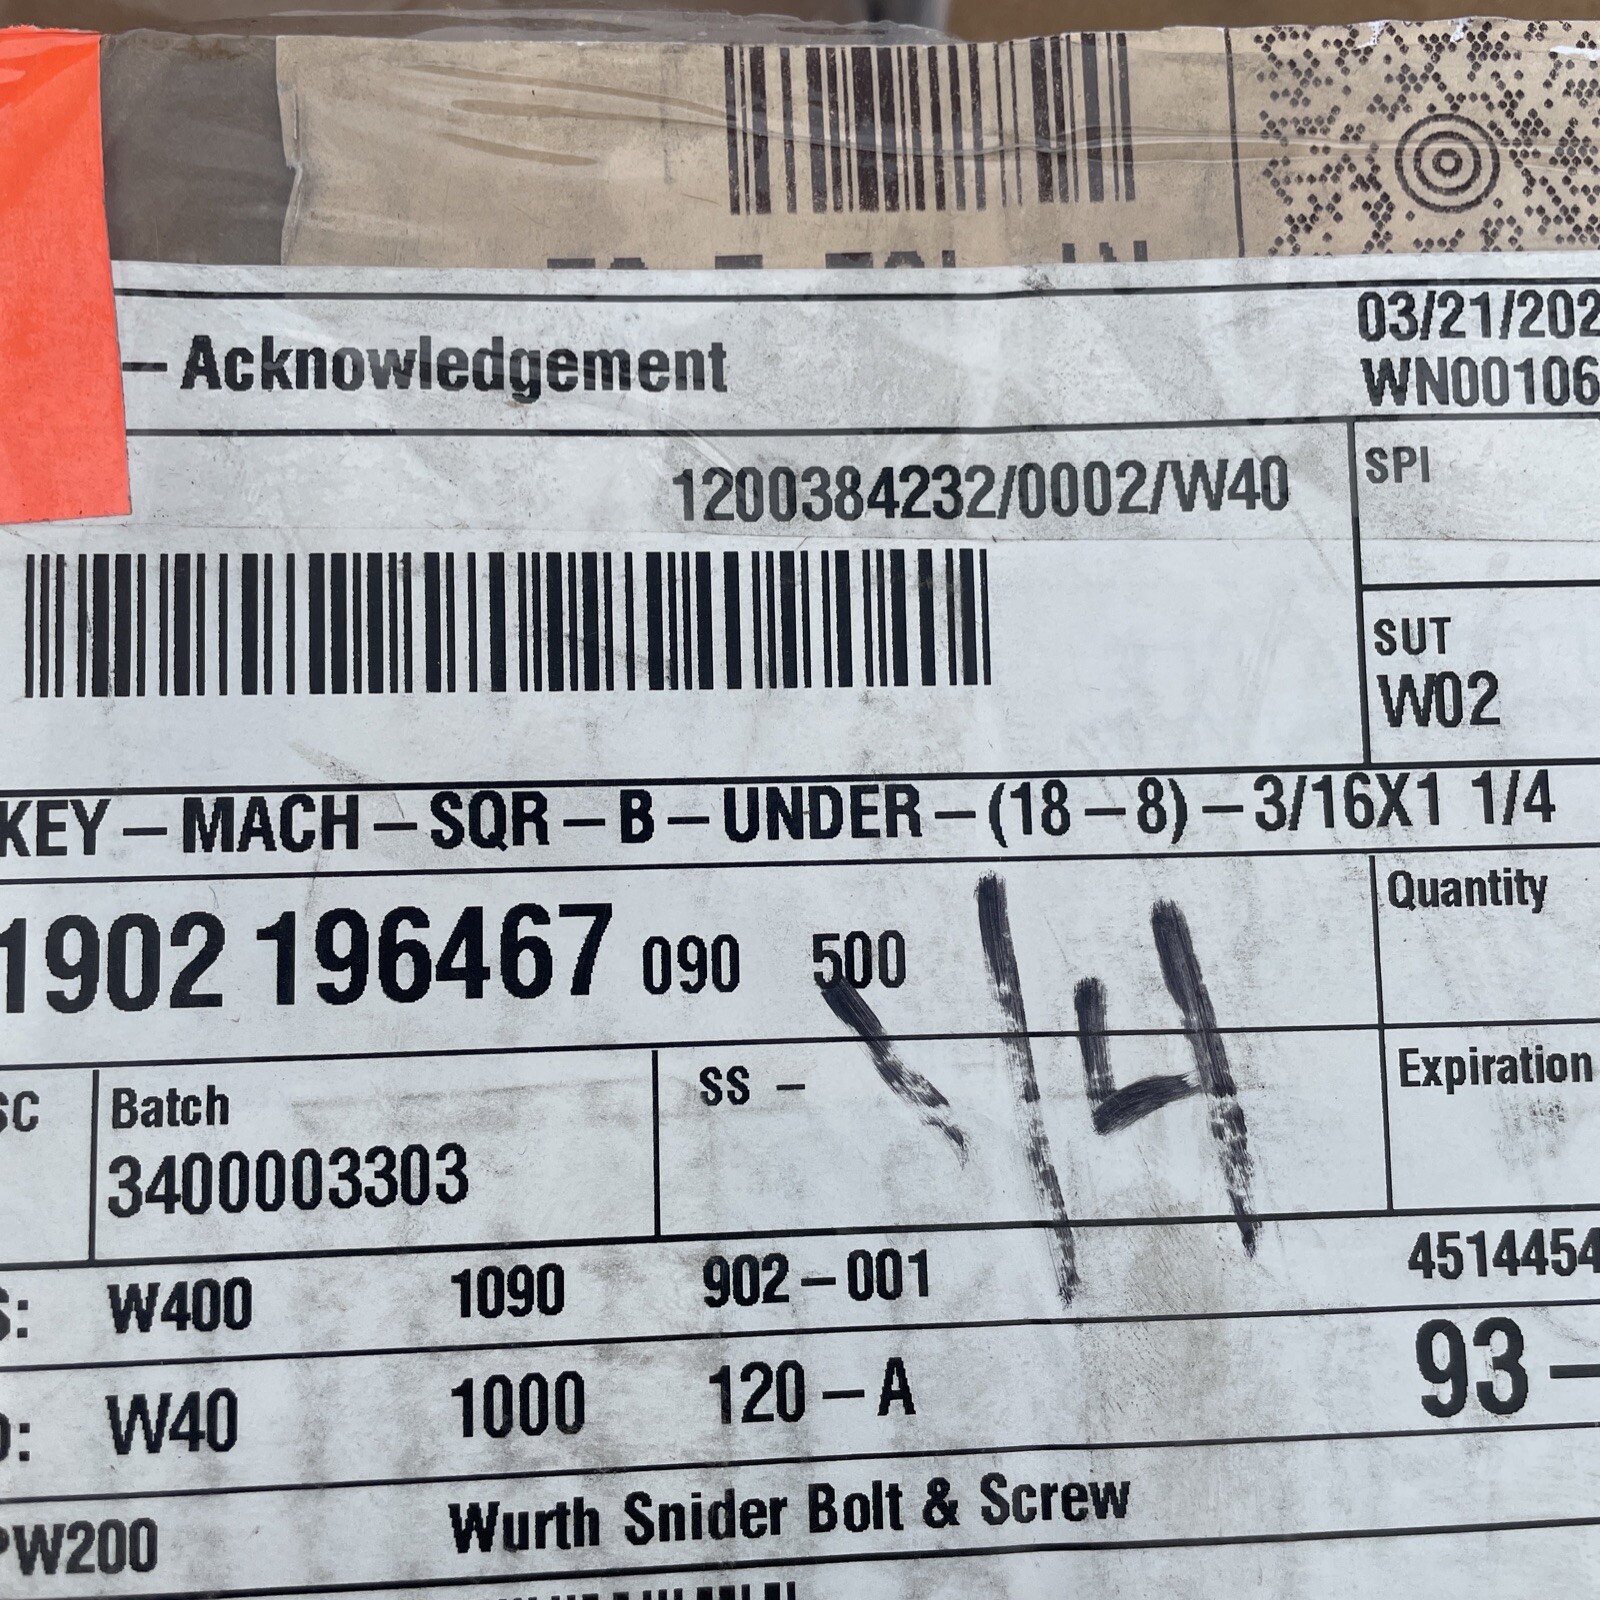 – Acknowledgement
03/21/202
WN00106
1200384232/0002/W40
SPI
SUT
W02
KEY – MACH – SQR – B – UNDER – (18 – 8) – 3/16X1 1/4
1902 196467 090 500
Quantity
14
SC
Batch
3400003303
SS –
Expiration
S: W400 1090 902 – 001 4514454
D: W40 1000 120 – A 93 –
PW200 Wurth Snider Bolt & Screw